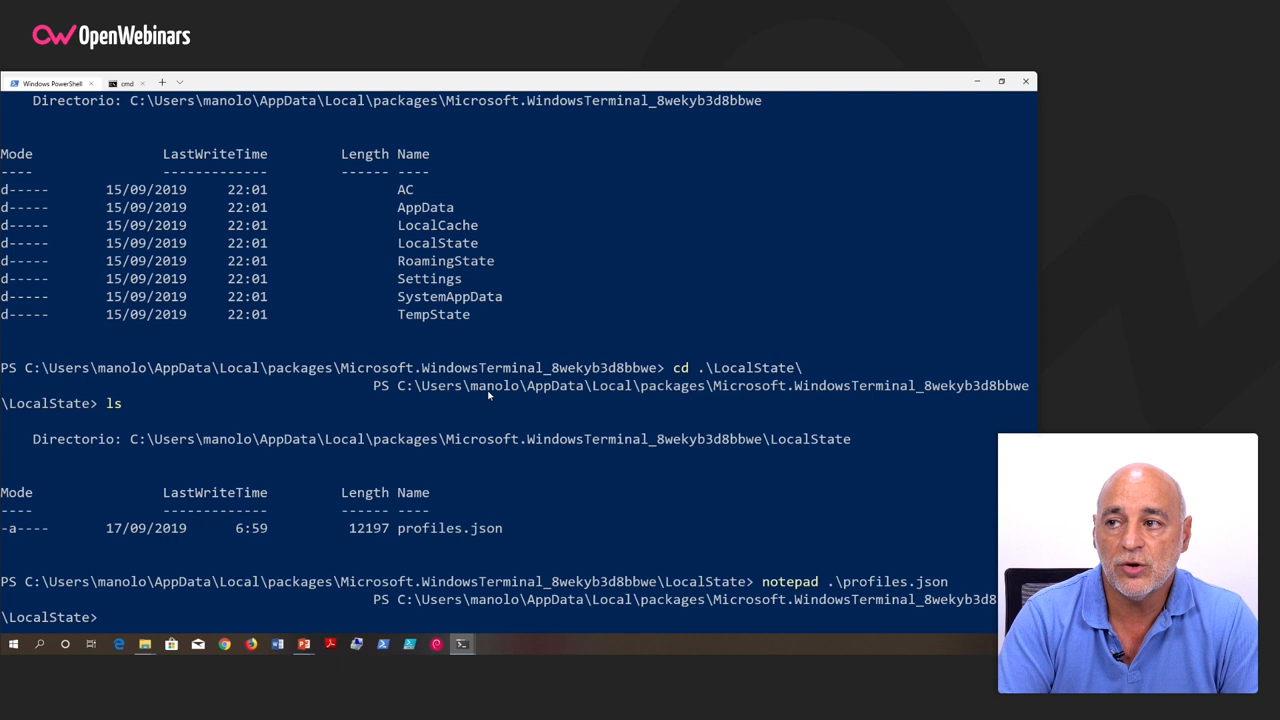 OpenWebinars
Windows PowerShell
cmd
Directorio: C:\Users\manolo\AppData\Local\packages\Microsoft.WindowsTerminal_8wekyb3d8bbwe
Mode LastWriteTime Length Name
---- ------------- ------ ----
d----- 15/09/2019 22:01 AC
d----- 15/09/2019 22:01 AppData
d----- 15/09/2019 22:01 LocalCache
d----- 15/09/2019 22:01 LocalState
d----- 15/09/2019 22:01 RoamingState
d----- 15/09/2019 22:01 Settings
d----- 15/09/2019 22:01 SystemAppData
d----- 15/09/2019 22:01 TempState
PS C:\Users\manolo\AppData\Local\packages\Microsoft.WindowsTerminal_8wekyb3d8bbwe> cd .\LocalState\
PS C:\Users\manolo\AppData\Local\packages\Microsoft.WindowsTerminal_8wekyb3d8bbwe
\LocalState> ls
Directorio: C:\Users\manolo\AppData\Local\packages\Microsoft.WindowsTerminal_8wekyb3d8bbwe\LocalState
Mode LastWriteTime Length Name
---- ------------- ------ ----
-a---- 17/09/2019 6:59 12197 profiles.json
PS C:\Users\manolo\AppData\Local\packages\Microsoft.WindowsTerminal_8wekyb3d8bbwe\LocalState> notepad .\profiles.json
PS C:\Users\manolo\AppData\Local\packages\Microsoft.WindowsTerminal_8wekyb3d8
\LocalState>